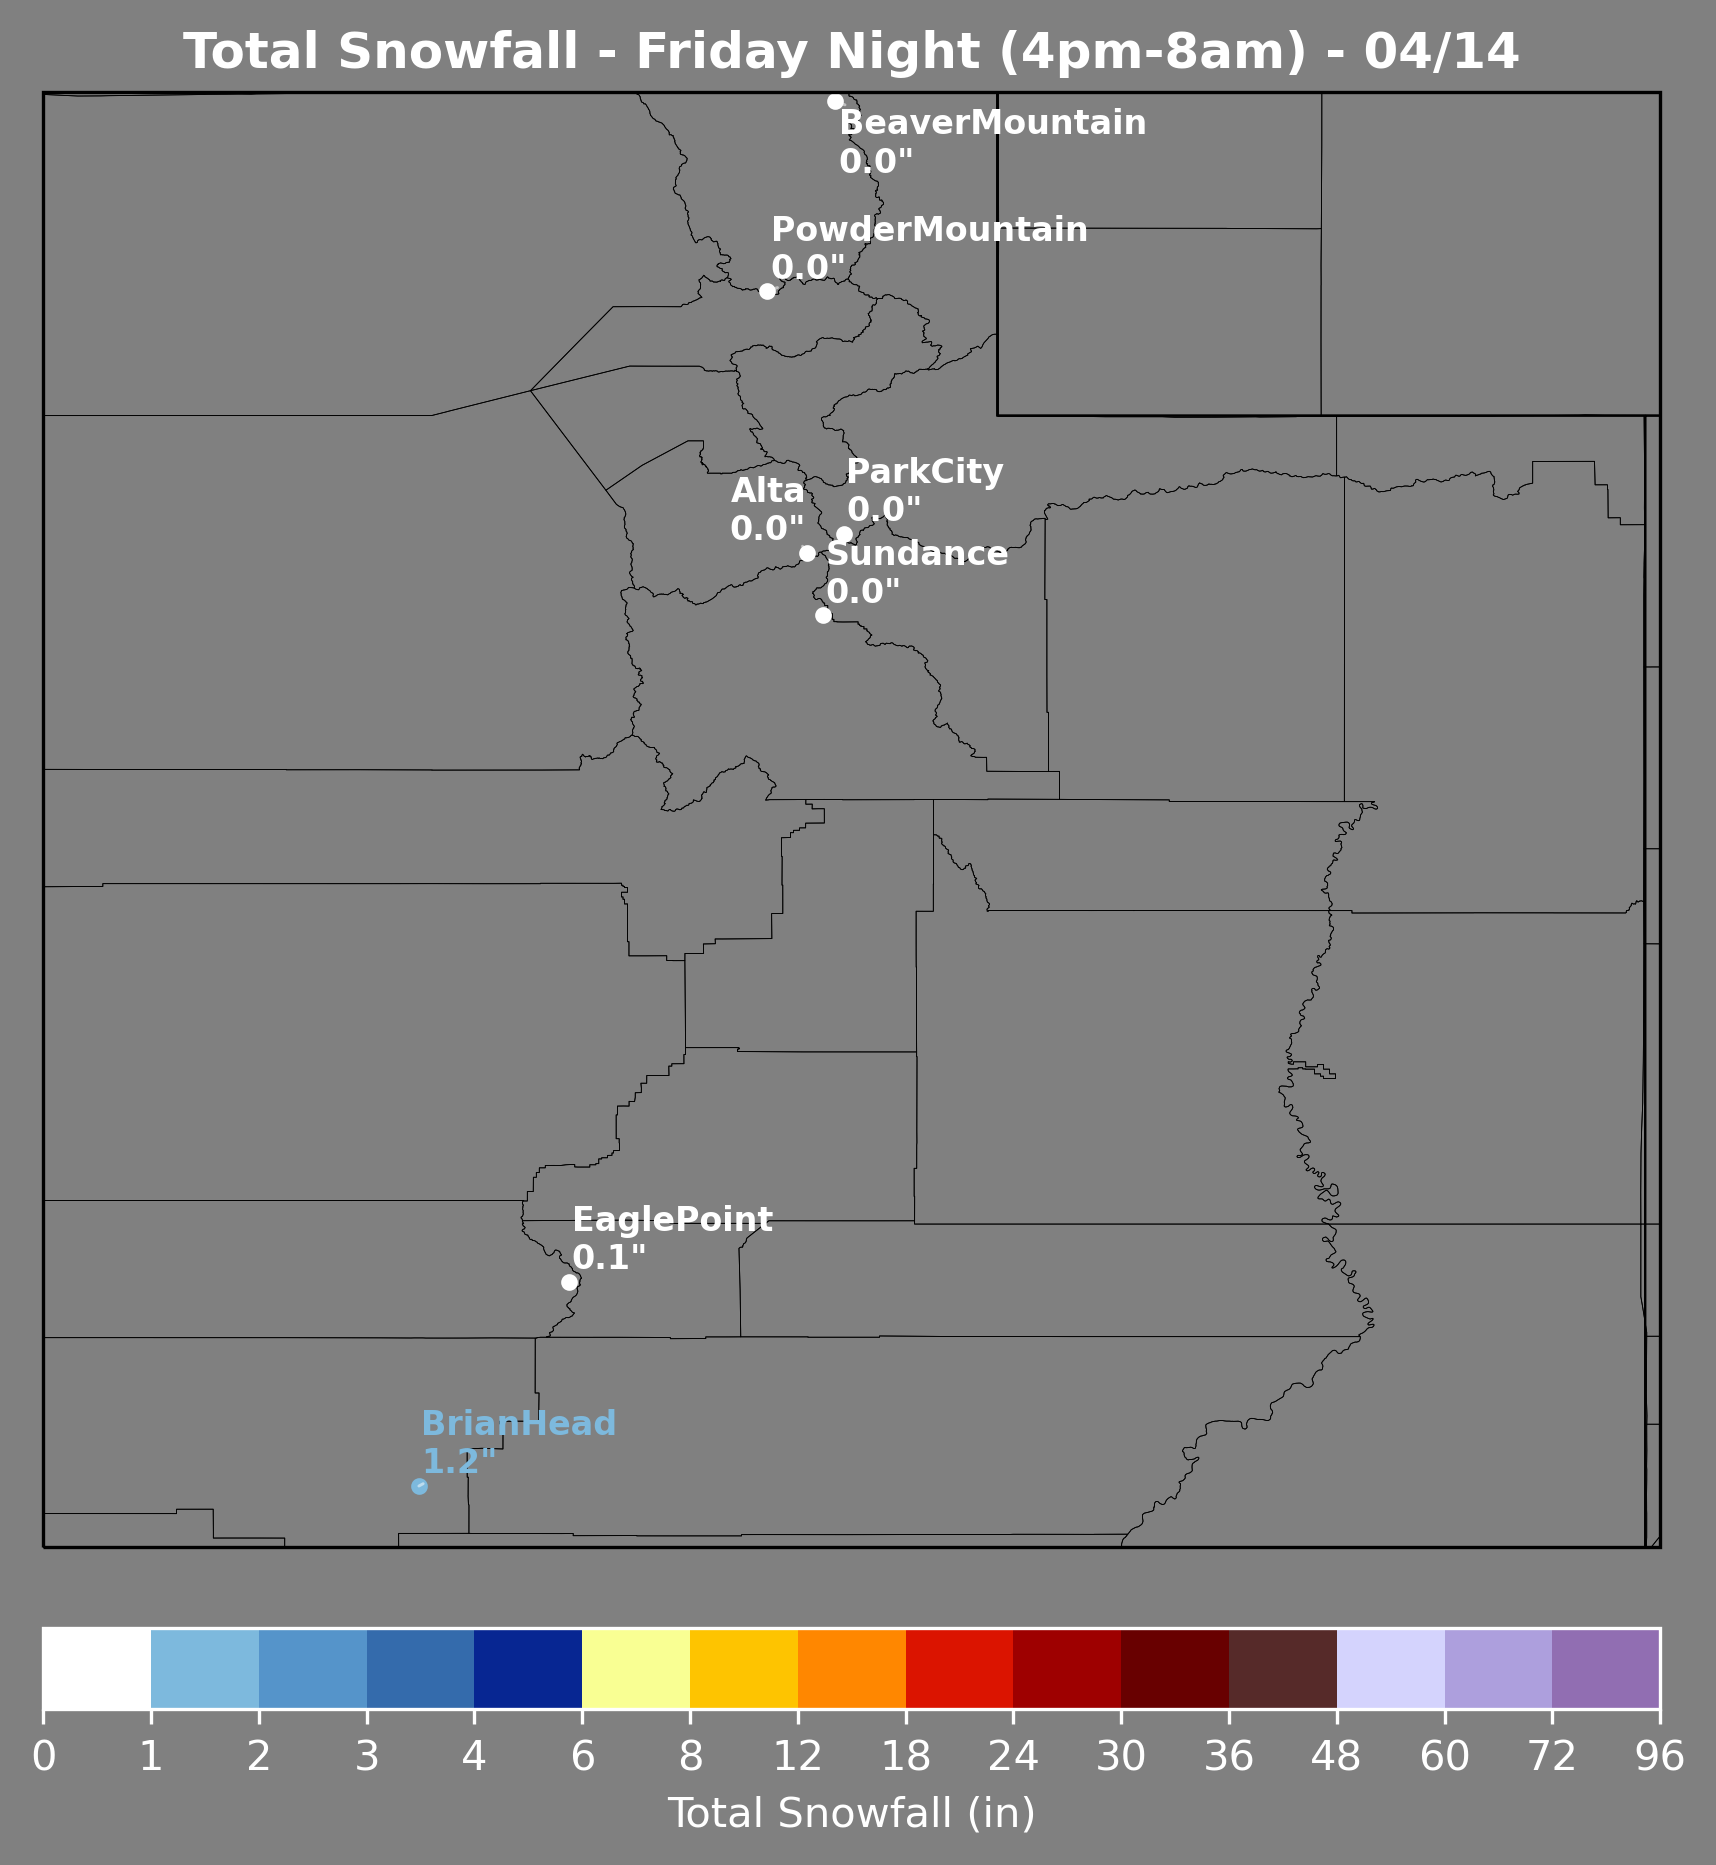 Total Snowfall - Friday Night (4pm-8am) - 04/14
BeaverMountain
0.0"
PowderMountain
0.0"
ParkCity
0.0"
Alta
0.0"
Sundance
0.0"
EaglePoint
0.1"
BrianHead
1.2"
0 1 2 3 4 6 8 12 18 24 30 36 48 60 72 96
Total Snowfall (in)